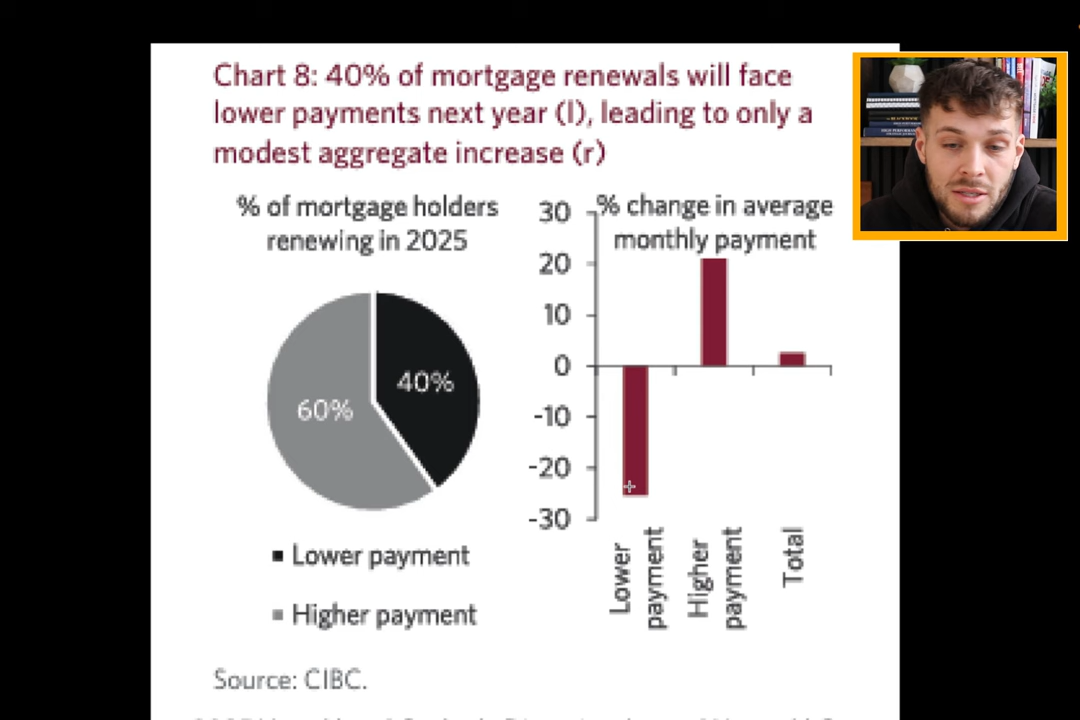 Chart 8: 40% of mortgage renewals will face
lower payments next year (l), leading to only a
modest aggregate increase (r)
% of mortgage holders
renewing in 2025
60%
40%
■ Lower payment
■ Higher payment
% change in average
monthly payment
30
20
10
0
-10
-20
-30
Lower
payment
Higher
payment
Total
Source: CIBC.